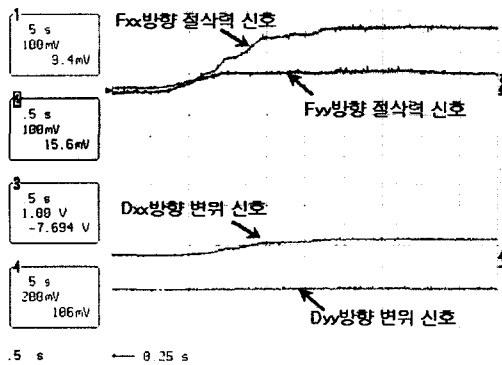 1
5 s
100mV
9.4mV
2
.5 s
100mV
15.6mV
3
5 s
1.00 V
-7.694 V
4
5 s
200mV
106mV
.5 s
0.25 s
Fxx방향 절삭력 신호
Fyy방향 절삭력 신호
Dxx방향 변위 신호
Dyy방향 변위 신호